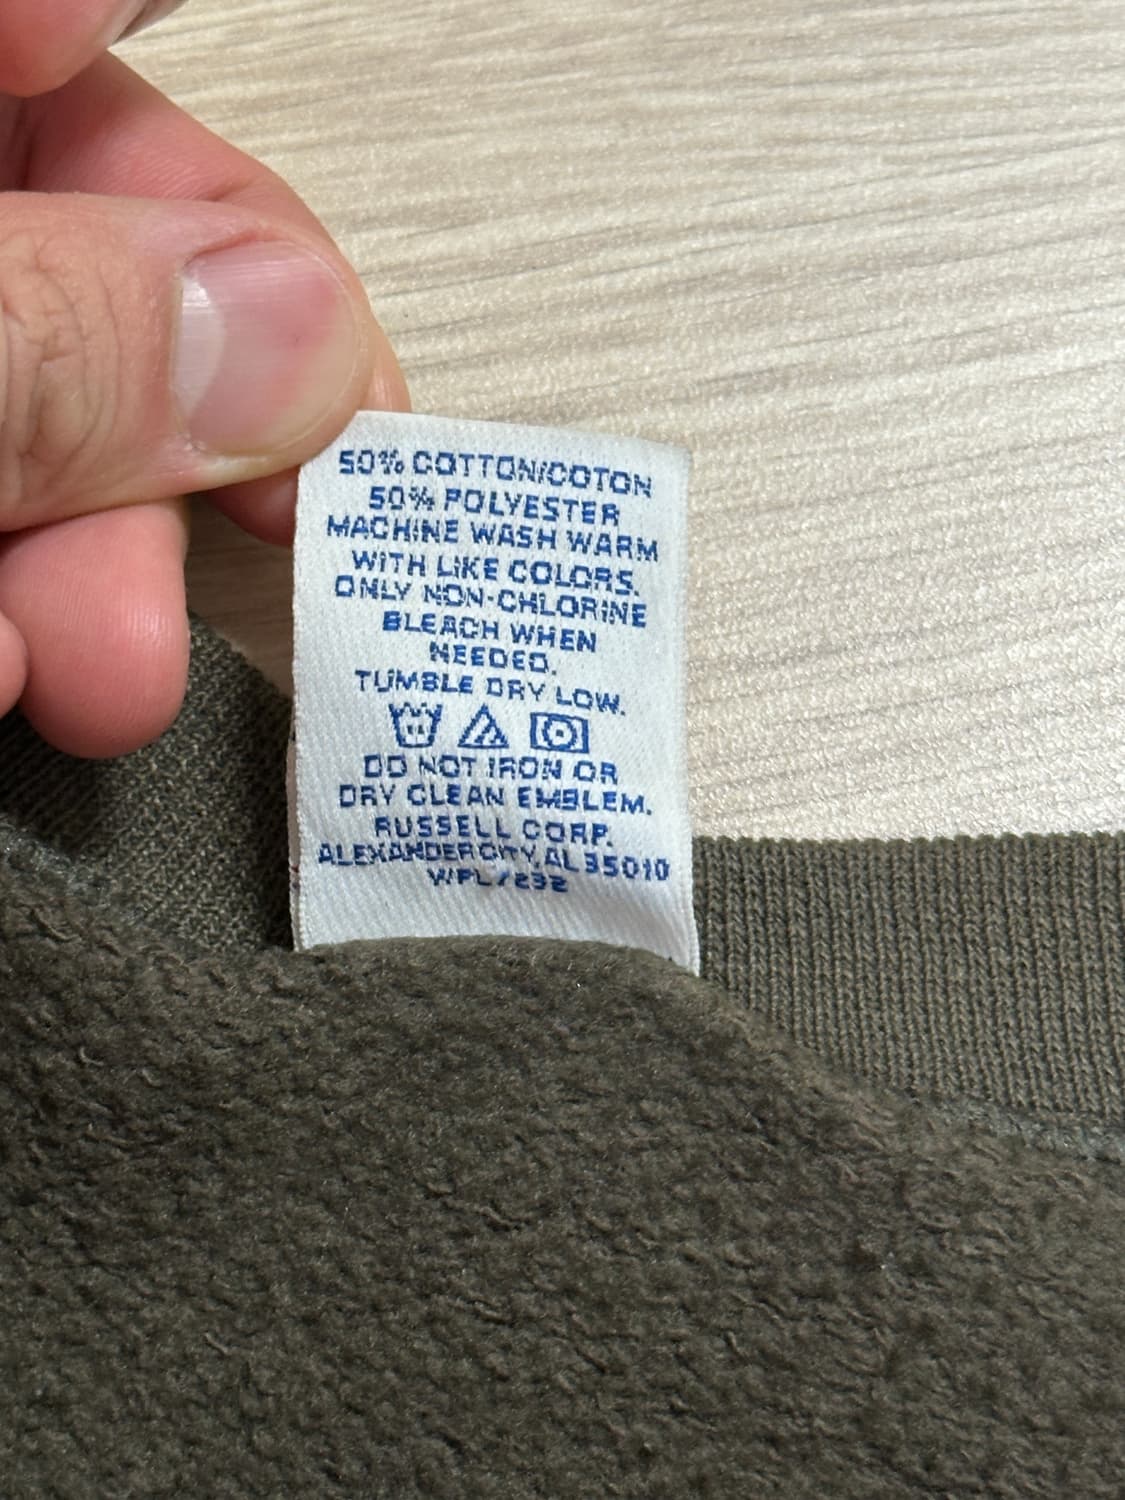 50% COTTON/COTON
50% POLYESTER
MACHINE WASH WARM
WITH LIKE COLORS.
ONLY NON-CHLORINE
BLEACH WHEN
NEEDED.
TUMBLE DRY LOW.
DO NOT IRON OR
DRY CLEAN EMBLEM.
RUSSELL CORP.
ALEXANDER CITY, AL 35010
WPL 7232